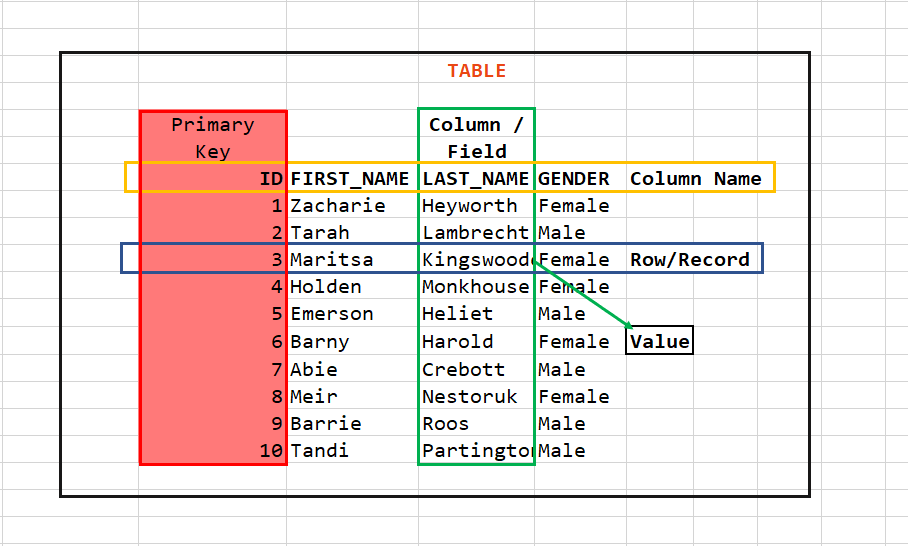 TABLE
Primary Key
Column / Field
ID FIRST_NAME LAST_NAME GENDER Column Name
1 Zacharie Heyworth Female
2 Tarah Lambrecht Male
3 Maritsa Kingswood Female Row/Record
4 Holden Monkhouse Female
5 Emerson Heliet Male
6 Barny Harold Female Value
7 Abie Crebott Male
8 Meir Nestoruk Female
9 Barrie Roos Male
10 Tandi Partington Male